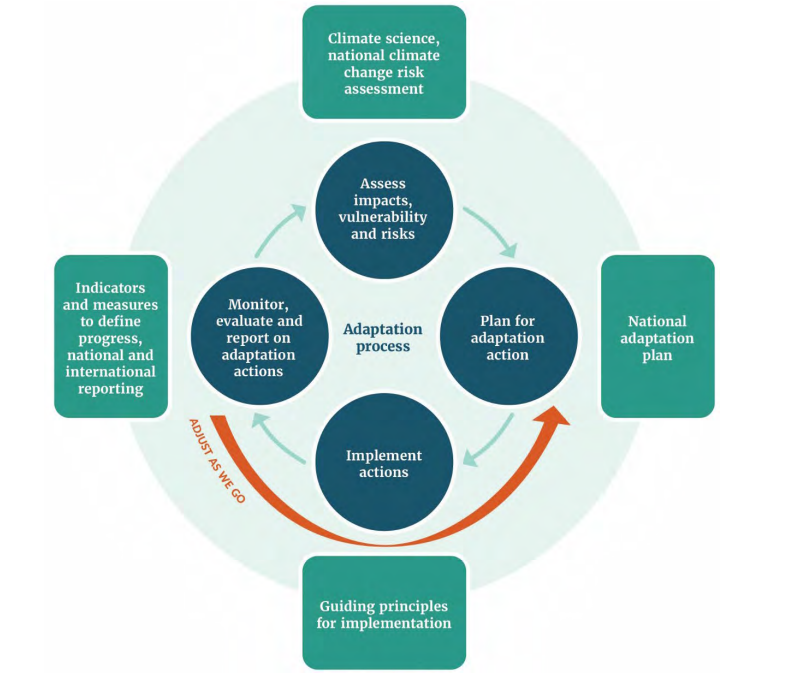 Climate science,
national climate
change risk
assessment
Assess
impacts,
vulnerability
and risks
Indicators
and measures
to define
progress,
national and
international
reporting
Monitor,
evaluate and
report on
adaptation
actions
Adaptation
process
Plan for
adaptation
action
National
adaptation
plan
ADJUST AS WE GO
Implement
actions
Guiding principles
for implementation